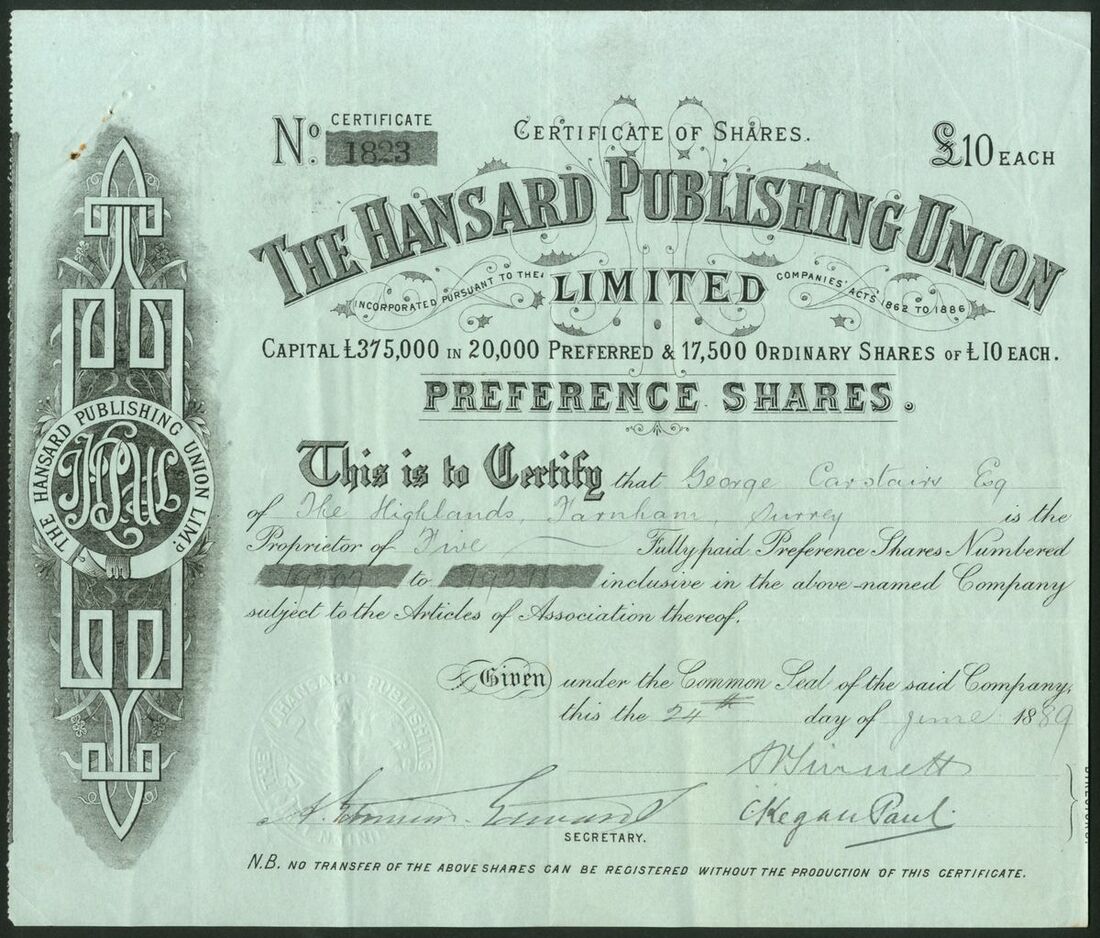 No. CERTIFICATE 1823
CERTIFICATE OF SHARES.
£10 EACH
THE HANSARD PUBLISHING UNION
INCORPORATED PURSUANT TO THE LIMITED COMPANIES' ACTS 1862 TO 1886
CAPITAL £375,000 IN 20,000 PREFERRED & 17,500 ORDINARY SHARES OF £10 EACH.
PREFERENCE SHARES.
THE HANSARD PUBLISHING UNION LIMD
This is to Certify that George Carstairs Esq
of The Highlands, Farnham, Surrey is the
Proprietor of Five Fully paid Preference Shares Numbered
to inclusive in the above-named Company
subject to the Articles of Association thereof.
Given under the Common Seal of the said Company,
this the 24th day of June 1889
C Kegan Paul.
DIRECTORS.
SECRETARY.
N.B. NO TRANSFER OF THE ABOVE SHARES CAN BE REGISTERED WITHOUT THE PRODUCTION OF THIS CERTIFICATE.
THE HANSARD PUBLISHING UNION